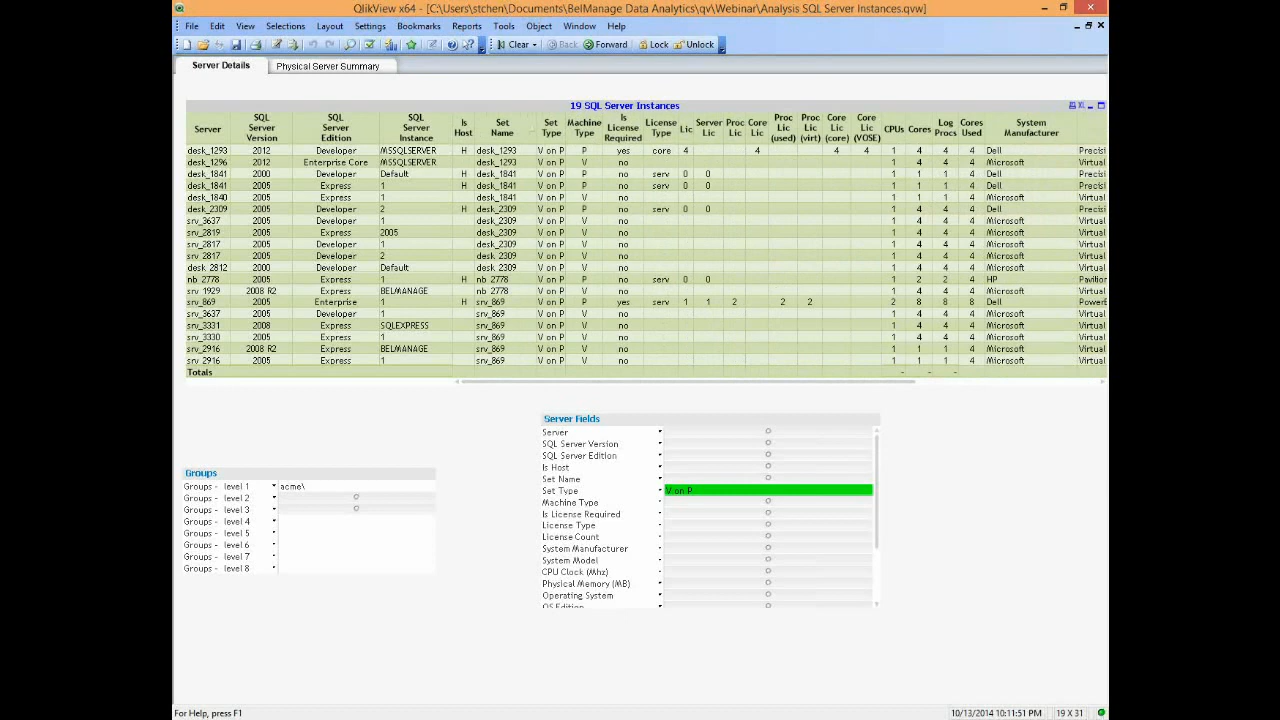 QlikView x64 - [C:\Users\stchen\Documents\BelManage Data Analytics\qv\Webinar\Analysis SQL Server Instances.qvw]
File Edit View Selections Layout Settings Bookmarks Reports Tools Object Window Help
Clear Back Forward Lock Unlock
Server Details Physical Server Summary
19 SQL Server Instances XL
Server SQL Server Version SQL Server Edition SQL Server Instance Is Host Set Name Set Type Machine Type Is License Required License Type Lic Server Lic Proc Lic Core Lic Proc Lic (used) Proc Lic (virt) Core Lic (core) Core Lic (VOSE) CPUs Cores Log Procs Cores Used System Manufacturer
desk_1293 2012 Developer MSSQLSERVER H desk_1293 V on P P yes core 4 4 4 4 1 4 4 4 Dell Precisi
desk_1296 2012 Enterprise Core MSSQLSERVER desk_1293 V on P V no 1 4 4 4 Microsoft Virtual
desk_1841 2000 Developer Default H desk_1841 V on P P no serv 0 0 1 1 1 4 Dell Precisi
desk_1841 2005 Express 1 H desk_1841 V on P P no serv 0 0 1 1 1 4 Dell Precisi
desk_1840 2005 Express 1 desk_1841 V on P V no 1 1 1 4 Microsoft Virtual
desk_2309 2005 Developer 2 H desk_2309 V on P P no serv 0 0 1 4 4 4 Dell Precisi
srv_3637 2005 Developer 1 desk_2309 V on P V no 1 4 4 4 Microsoft Virtual
srv_2819 2005 Express 2005 desk_2309 V on P V no 1 4 4 4 Microsoft Virtual
srv_2817 2005 Developer 1 desk_2309 V on P V no 1 4 4 4 Microsoft Virtual
srv_2817 2005 Developer 2 desk_2309 V on P V no 1 4 4 4 Microsoft Virtual
desk_2812 2000 Developer Default desk_2309 V on P V no 1 4 4 4 Microsoft Virtual
nb_2778 2005 Express 1 H nb_2778 V on P P no serv 0 0 1 2 2 4 HP Pavilion
srv_1929 2008 R2 Express BELMANAGE nb_2778 V on P V no 1 4 4 4 Microsoft Virtual
srv_869 2005 Enterprise 1 H srv_869 V on P P yes serv 1 1 2 2 2 2 8 8 8 Dell PowerE
srv_3637 2005 Developer 1 srv_869 V on P V no 1 4 4 4 Microsoft Virtual
srv_3331 2008 Express SQLEXPRESS srv_869 V on P V no 1 4 4 4 Microsoft Virtual
srv_3330 2005 Express 1 srv_869 V on P V no 1 4 4 4 Microsoft Virtual
srv_2916 2008 R2 Express BELMANAGE srv_869 V on P V no 1 1 1 4 Microsoft Virtual
srv_2916 2005 Express 1 srv_869 V on P V no 1 1 1 4 Microsoft Virtual
Totals - - -
Groups
Groups - level 1 acme\
Groups - level 2
Groups - level 3
Groups - level 4
Groups - level 5
Groups - level 6
Groups - level 7
Groups - level 8
Server Fields
Server
SQL Server Version
SQL Server Edition
Is Host
Set Name
Set Type V on P
Machine Type
Is License Required
License Type
License Count
System Manufacturer
System Model
CPU Clock (Mhz)
Physical Memory (MB)
Operating System
OS Edition
For Help, press F1 10/13/2014 10:11:51 PM 19 X 31